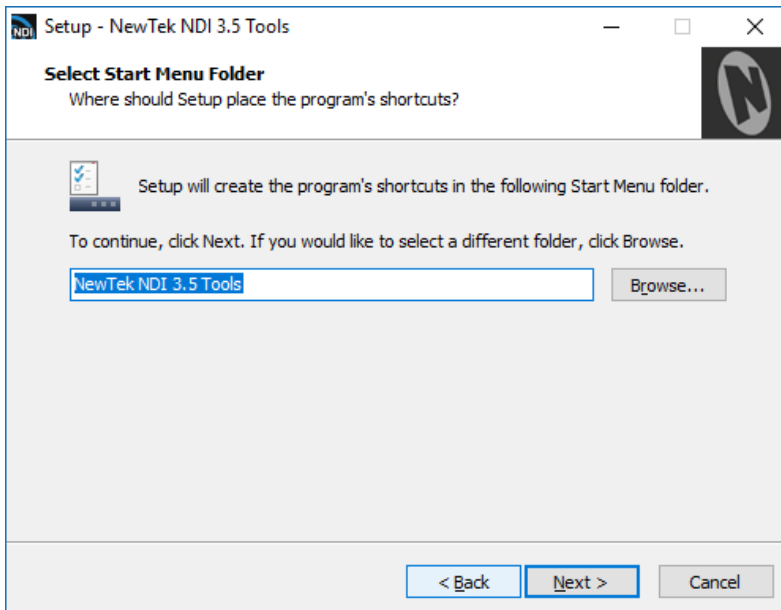 NDI Setup - NewTek NDI 3.5 Tools
Select Start Menu Folder
Where should Setup place the program's shortcuts?
N
Setup will create the program's shortcuts in the following Start Menu folder.
To continue, click Next. If you would like to select a different folder, click Browse.
NewTek NDI 3.5 Tools Browse...
< Back Next > Cancel